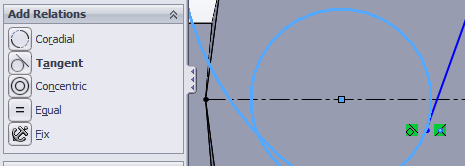 Add Relations
Coradial
Tangent
Concentric
Equal
Fix